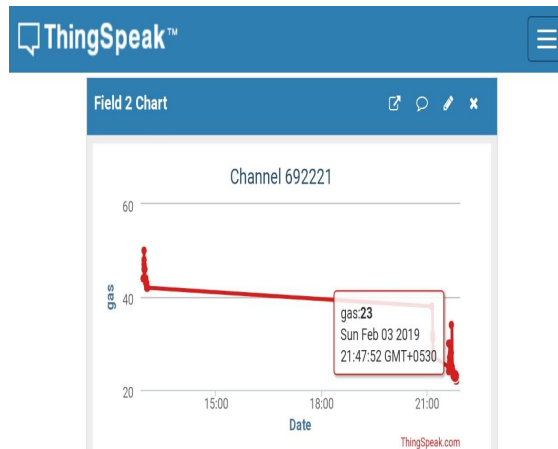 ThingSpeak™
Field 2 Chart
Channel 692221
60
40
20
gas
gas:23
Sun Feb 03 2019
21:47:52 GMT+0530
15:00 18:00 21:00
Date
ThingSpeak.com